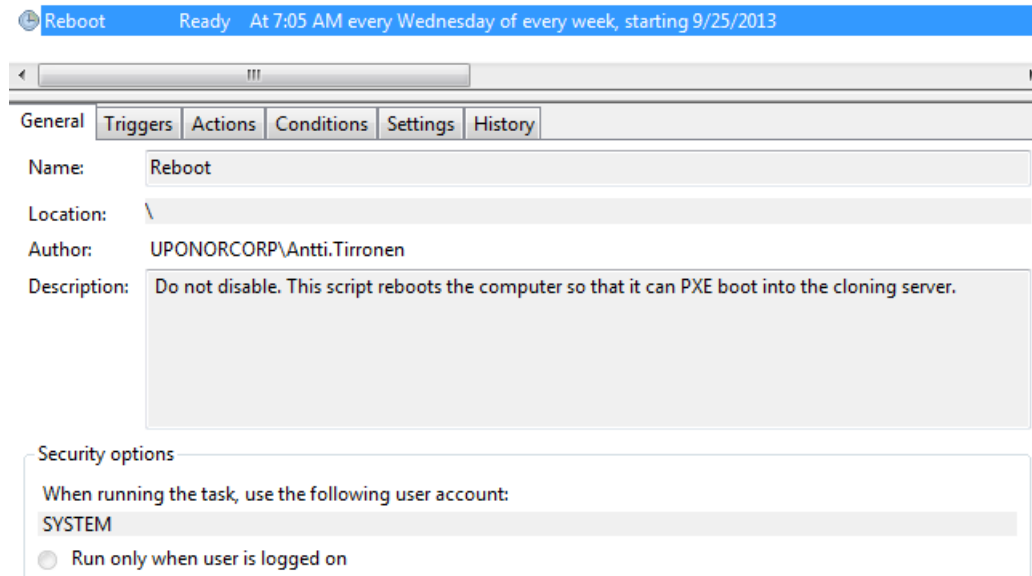 Reboot Ready At 7:05 AM every Wednesday of every week, starting 9/25/2013
General Triggers Actions Conditions Settings History
Name: Reboot
Location: \
Author: UPONORCORP\Antti.Tirronen
Description: Do not disable. This script reboots the computer so that it can PXE boot into the cloning server.
Security options
When running the task, use the following user account:
SYSTEM
Run only when user is logged on